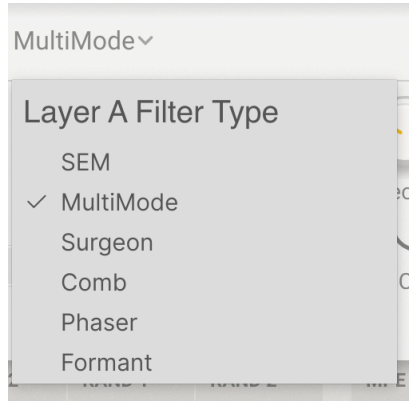 MultiMode
Layer A Filter Type
SEM
MultiMode
Surgeon
Comb
Phaser
Formant